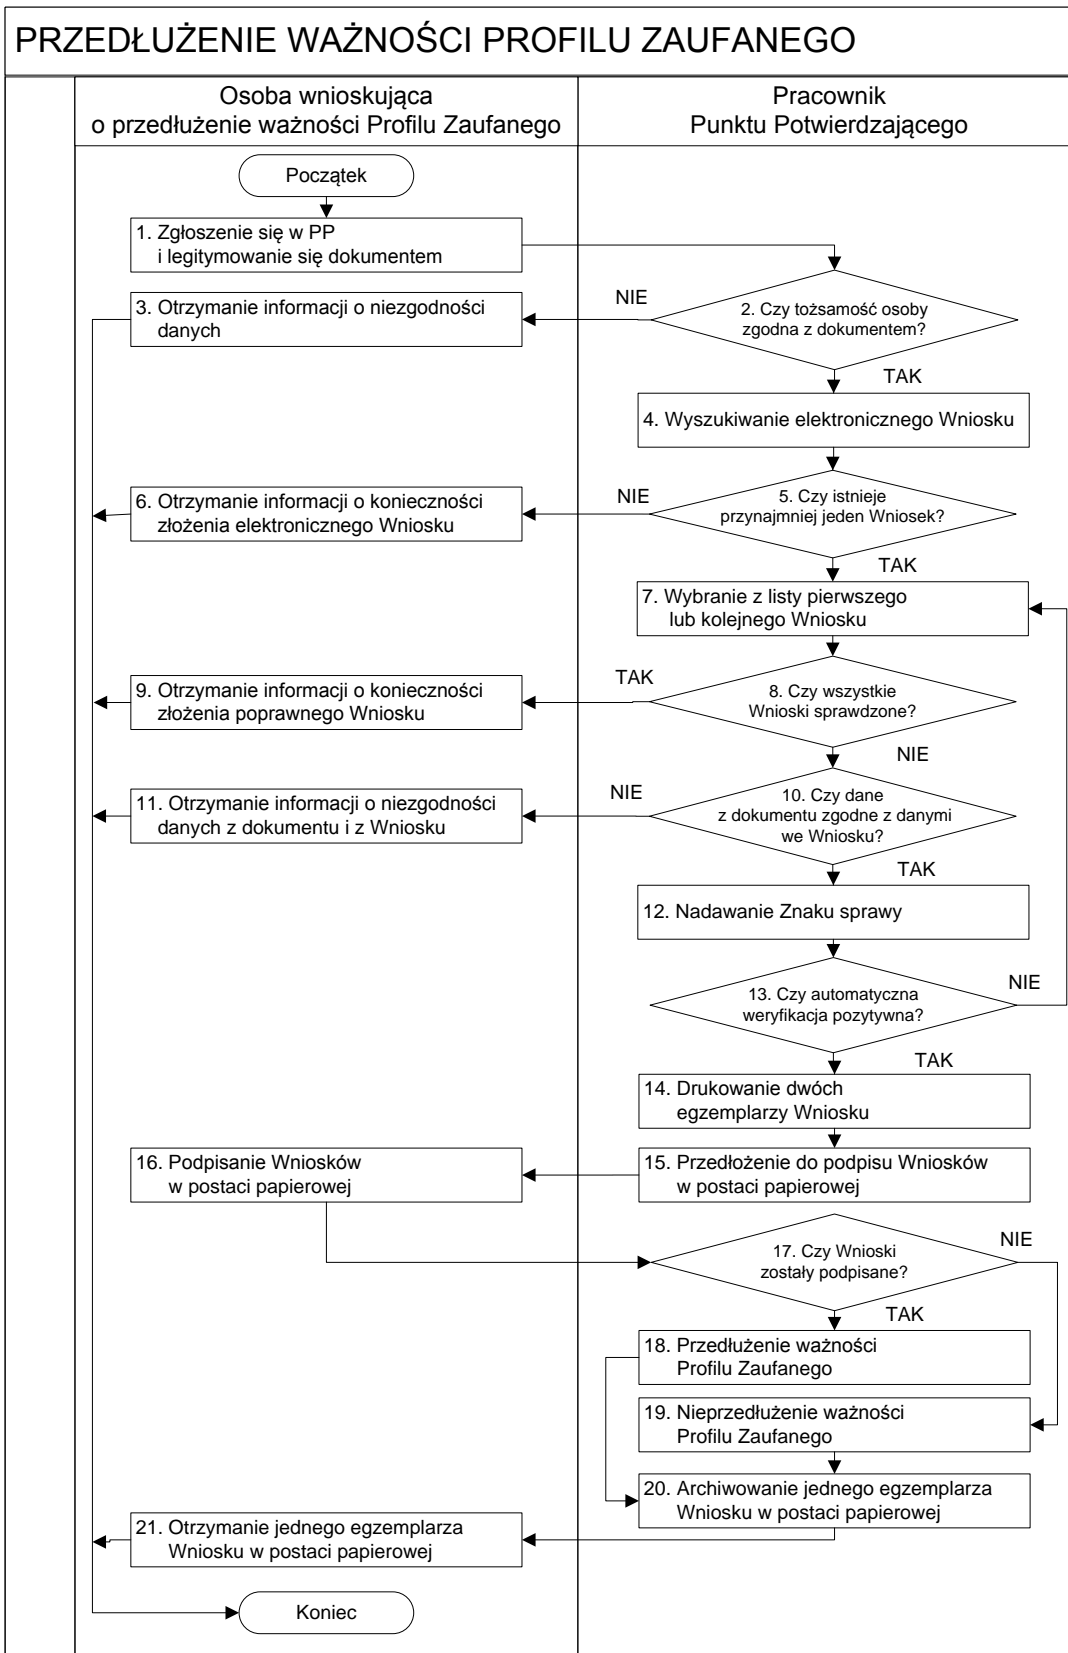 PRZEDŁUŻENIE WAŻNOŚCI PROFILU ZAUFANEGO
Osoba wnioskująca
o przedłużenie ważności Profilu Zaufanego
Pracownik
Punktu Potwierdzającego
Początek
1. Zgłoszenie się w PP
i legitymowanie się dokumentem
2. Czy tożsamość osoby
zgodna z dokumentem?
NIE
3. Otrzymanie informacji o niezgodności
danych
TAK
4. Wyszukiwanie elektronicznego Wniosku
5. Czy istnieje
przynajmniej jeden Wniosek?
NIE
6. Otrzymanie informacji o konieczności
złożenia elektronicznego Wniosku
TAK
7. Wybranie z listy pierwszego
lub kolejnego Wniosku
8. Czy wszystkie
Wnioski sprawdzone?
TAK
9. Otrzymanie informacji o konieczności
złożenia poprawnego Wniosku
NIE
10. Czy dane
z dokumentu zgodne z danymi
we Wniosku?
NIE
11. Otrzymanie informacji o niezgodności
danych z dokumentu i z Wniosku
TAK
12. Nadawanie Znaku sprawy
13. Czy automatyczna
weryfikacja pozytywna?
NIE
TAK
14. Drukowanie dwóch
egzemplarzy Wniosku
15. Przedłożenie do podpisu Wniosków
w postaci papierowej
16. Podpisanie Wniosków
w postaci papierowej
17. Czy Wnioski
zostały podpisane?
NIE
TAK
18. Przedłużenie ważności
Profilu Zaufanego
19. Nieprzedłużenie ważności
Profilu Zaufanego
20. Archiwowanie jednego egzemplarza
Wniosku w postaci papierowej
21. Otrzymanie jednego egzemplarza
Wniosku w postaci papierowej
Koniec